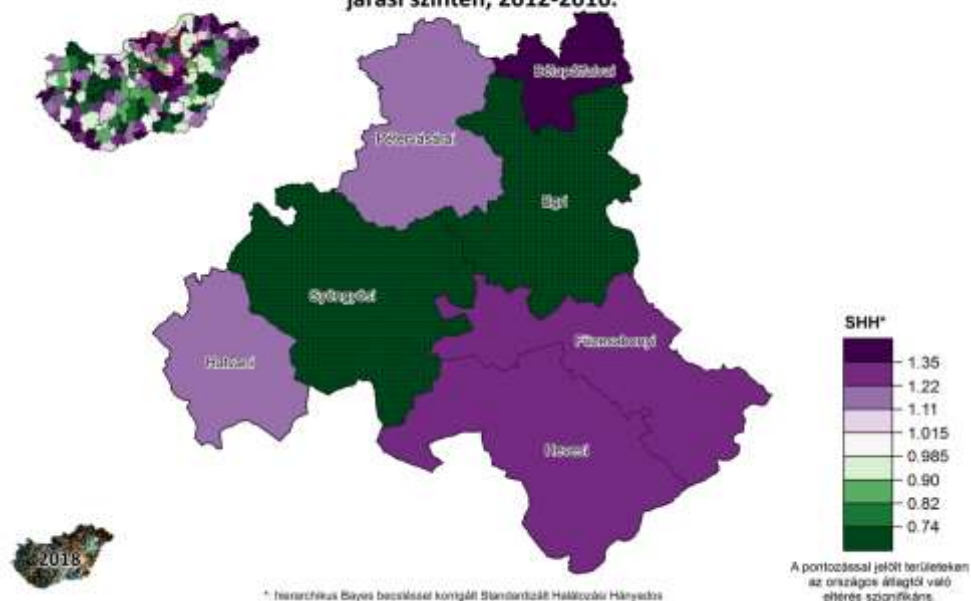 járási szinten, 2012-2016.
Bélapátfalvai
Pétervásárai
Egri
Gyöngyösi
Füzesabonyi
Hatvani
Hevesi
SHH*
1.35
1.22
1.11
1.015
0.985
0.90
0.82
0.74
2018
A pontozással jelölt területeken
az országos átlagtól való
eltérés szignifikáns.
*: hierarchikus Bayes becsléssel korrigált Standardizált Halálozási Hányados